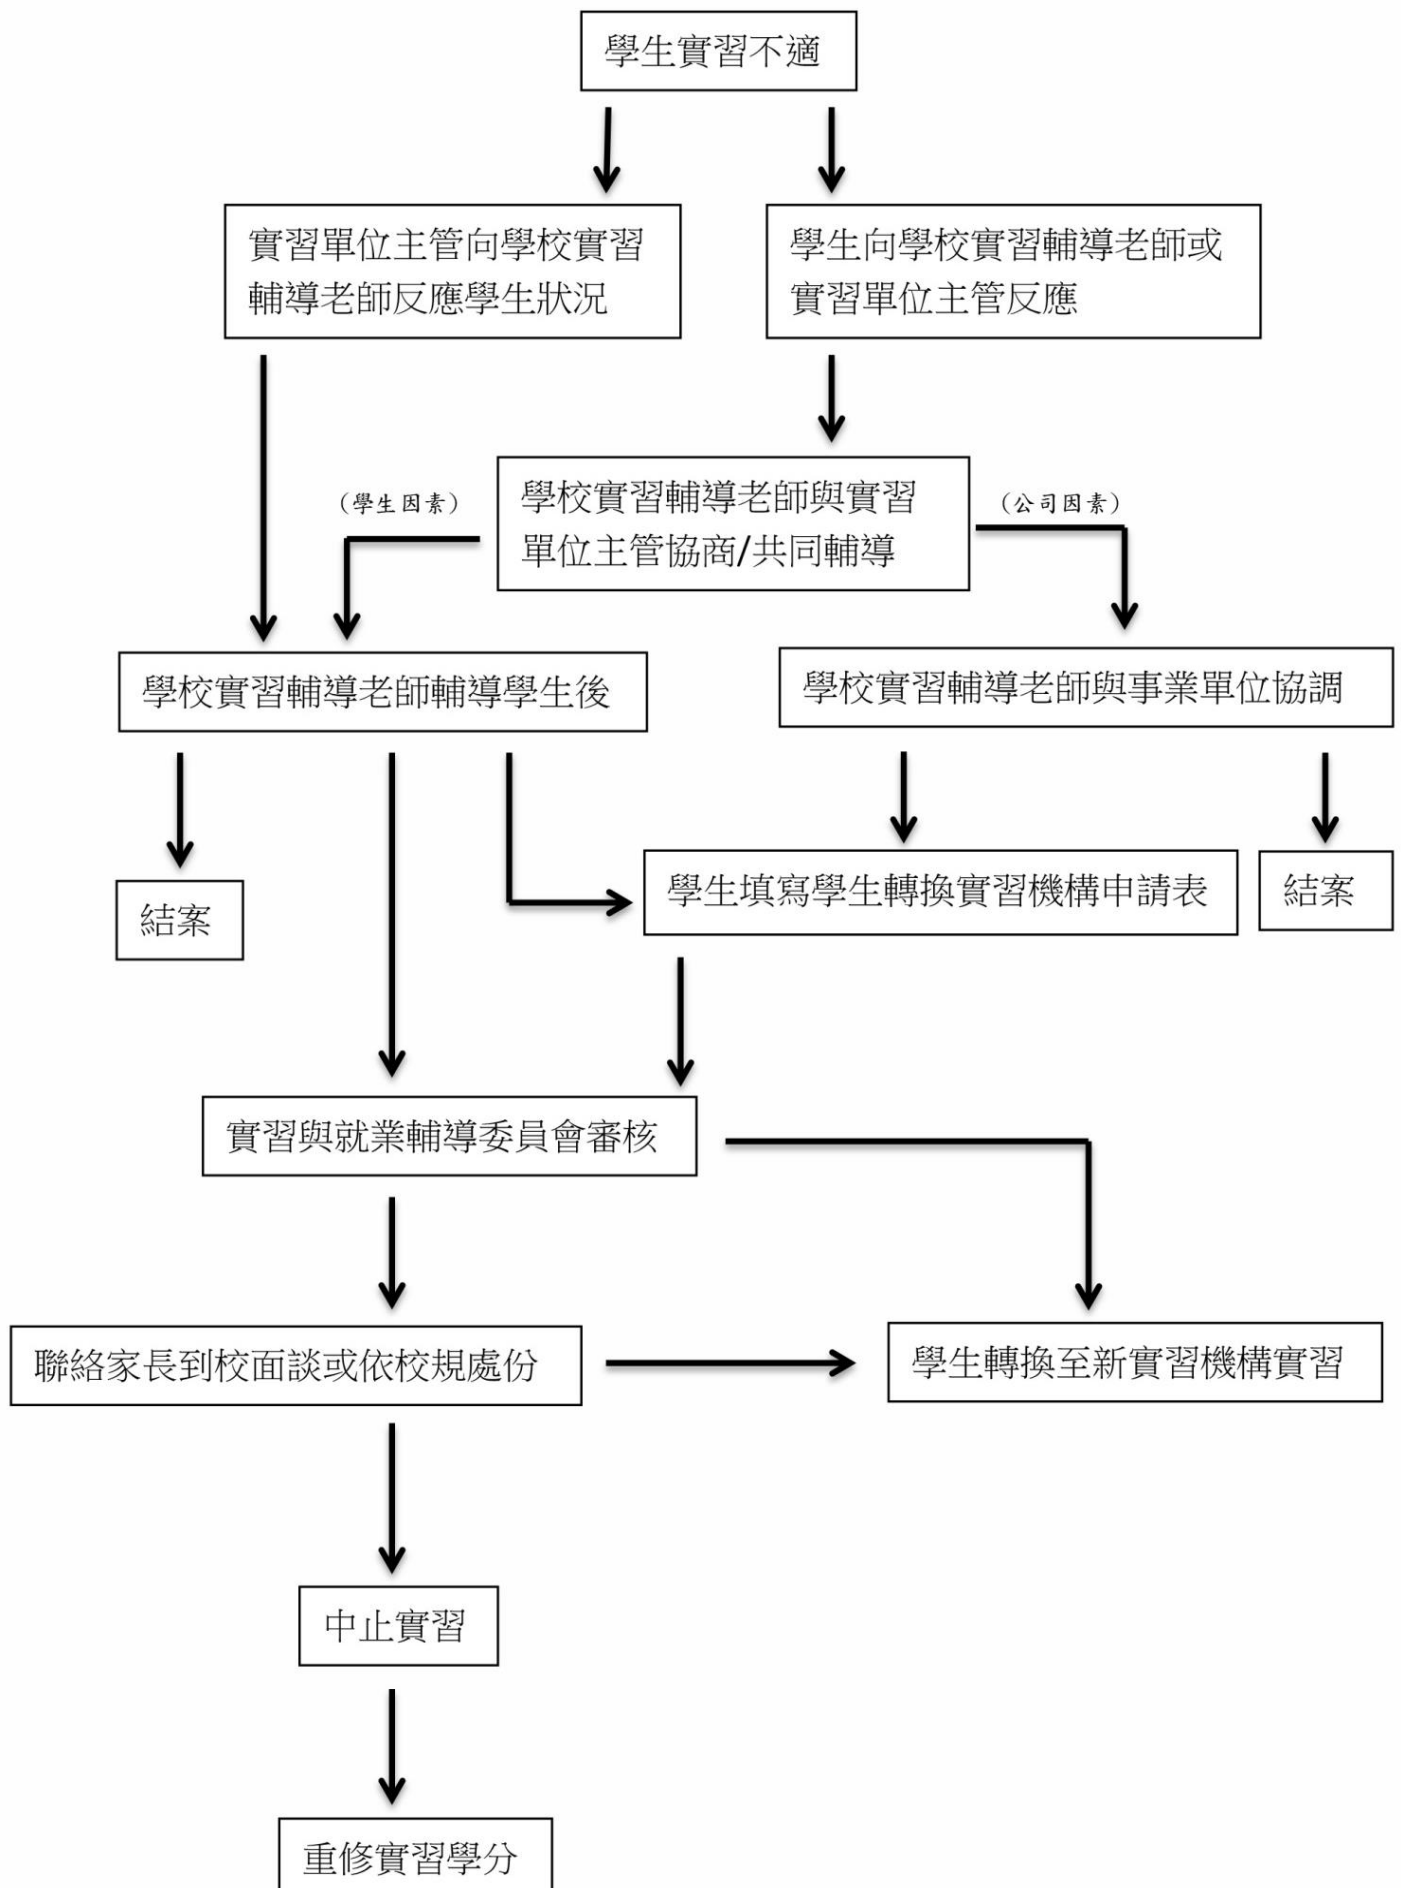 學生實習不適
實習單位主管向學校實習
輔導老師反應學生狀況
學生向學校實習輔導老師或
實習單位主管反應
(學生因素)
學校實習輔導老師與實習
單位主管協商/共同輔導
(公司因素)
學校實習輔導老師輔導學生後
學校實習輔導老師與事業單位協調
結案
學生填寫學生轉換實習機構申請表
結案
實習與就業輔導委員會審核
聯絡家長到校面談或依校規處份
學生轉換至新實習機構實習
中止實習
重修實習學分